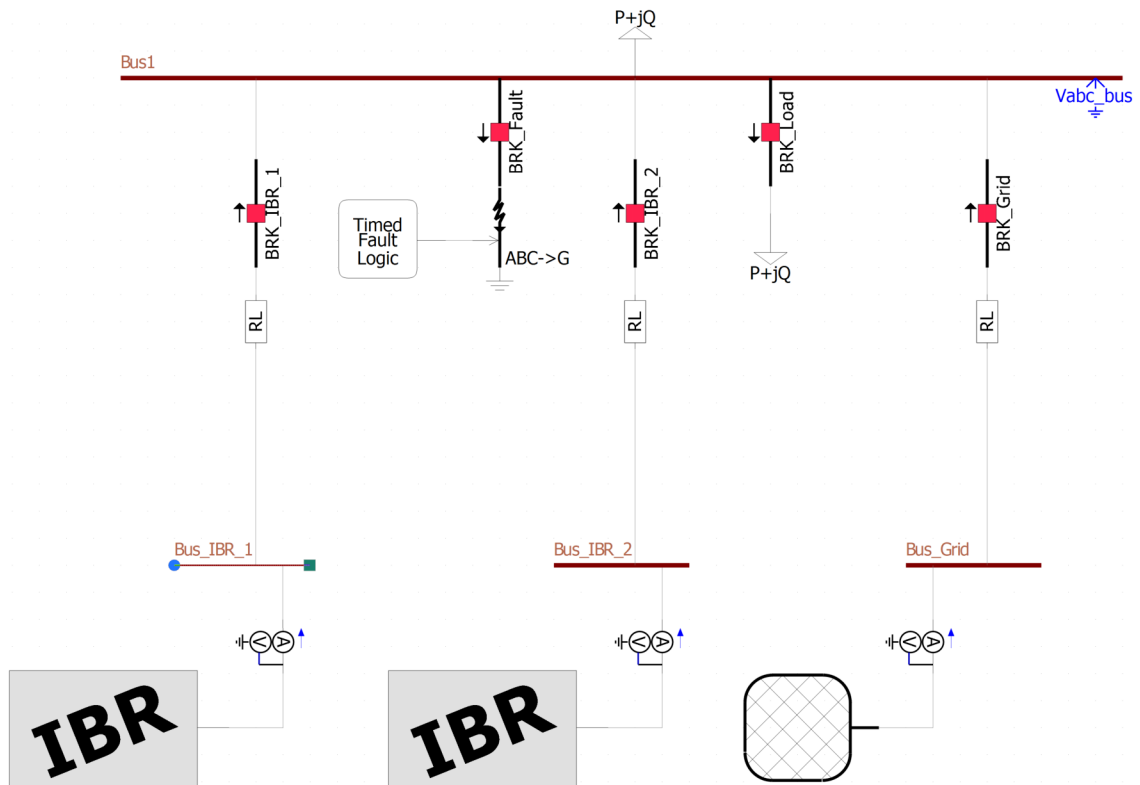 P+jQ
Bus1
Vabc_bus
BRK_Fault
BRK_Load
BRK_IBR_1
BRK_IBR_2
BRK_Grid
Timed
Fault
Logic
ABC->G
P+jQ
RL
RL
RL
Bus_IBR_1
Bus_IBR_2
Bus_Grid
V
A
V
A
V
A
IBR
IBR